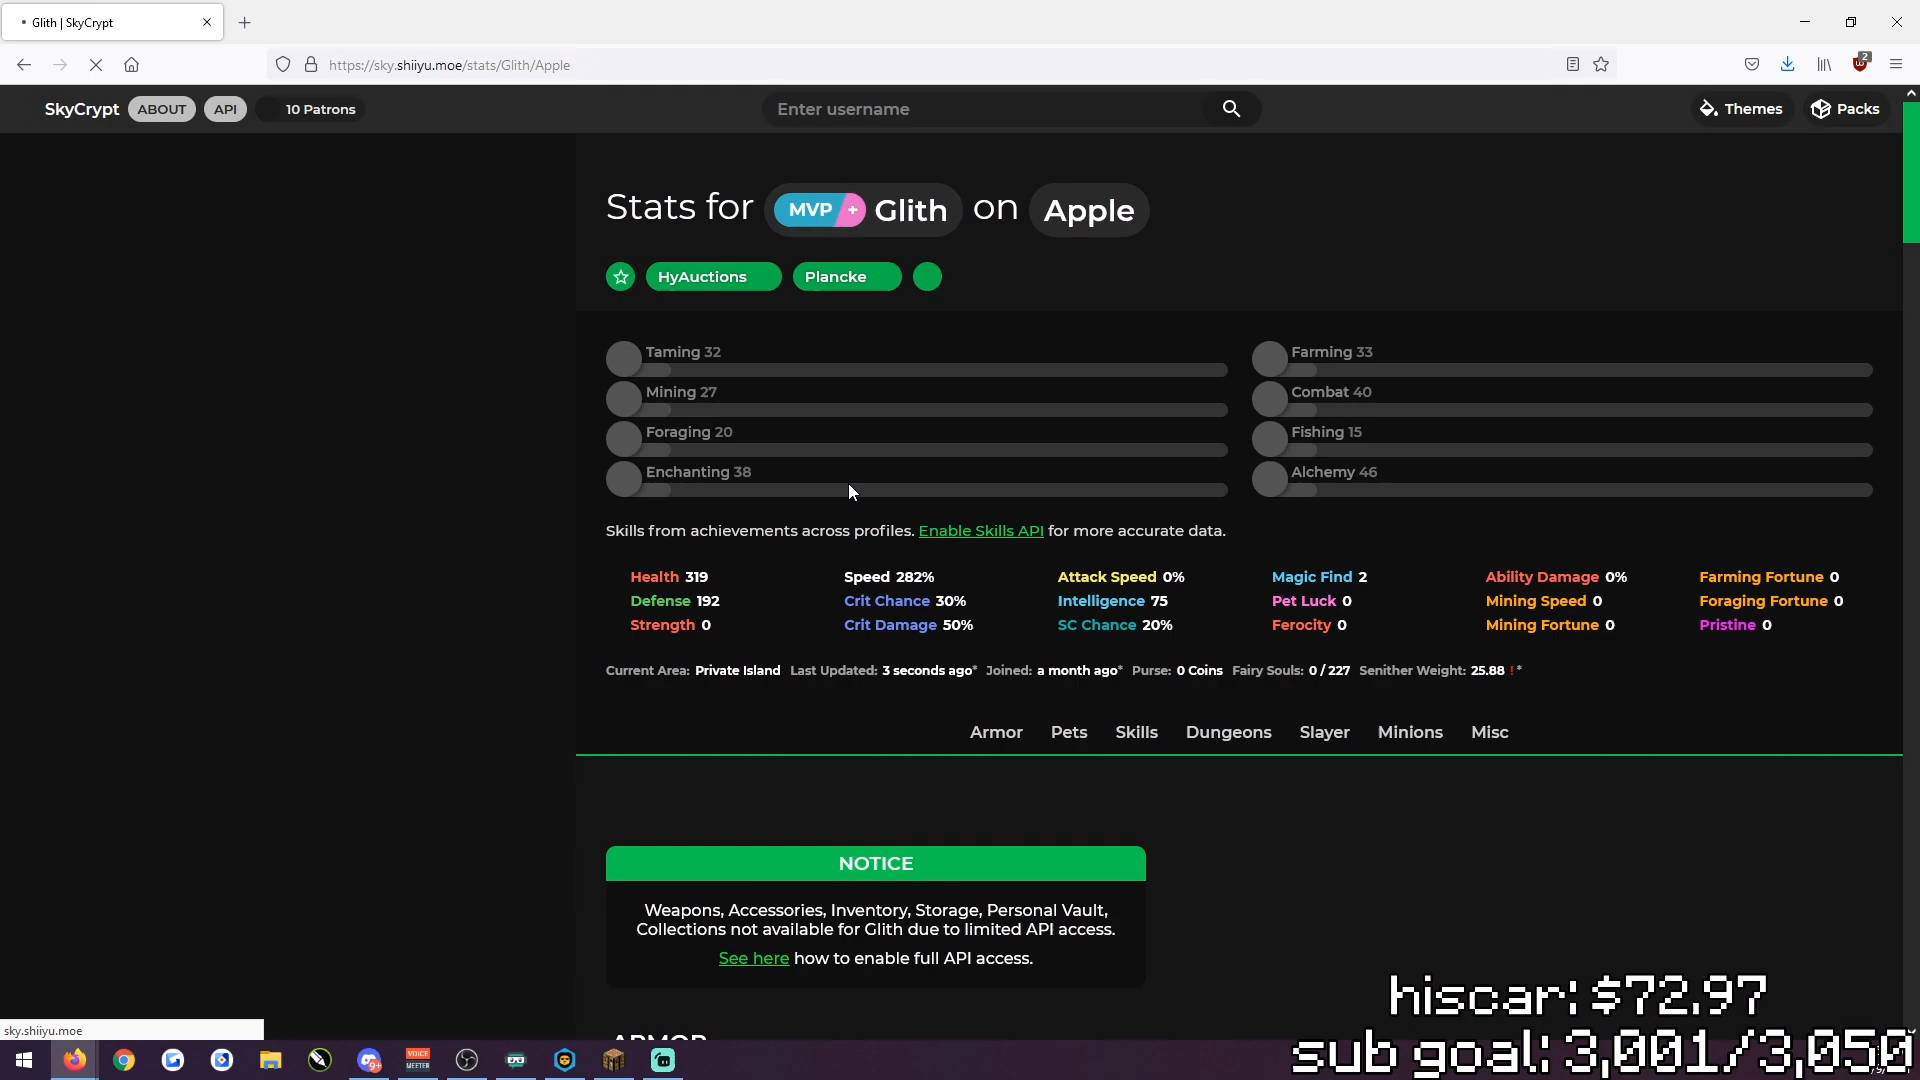 Glith | SkyCrypt
https://sky.shiiyu.moe/stats/Glith/Apple
2
SkyCrypt ABOUT API 10 Patrons Enter username Themes Packs
Stats for MVP + Glith on Apple
HyAuctions Plancke
Taming 32 Farming 33
Mining 27 Combat 40
Foraging 20 Fishing 15
Enchanting 38 Alchemy 46
Skills from achievements across profiles. Enable Skills API for more accurate data.
Health 319 Speed 282% Attack Speed 0% Magic Find 2 Ability Damage 0% Farming Fortune 0
Defense 192 Crit Chance 30% Intelligence 75 Pet Luck 0 Mining Speed 0 Foraging Fortune 0
Strength 0 Crit Damage 50% SC Chance 20% Ferocity 0 Mining Fortune 0 Pristine 0
Current Area: Private Island Last Updated: 3 seconds ago* Joined: a month ago* Purse: 0 Coins Fairy Souls: 0 / 227 Senither Weight: 25.88 ! *
Armor Pets Skills Dungeons Slayer Minions Misc
NOTICE
Weapons, Accessories, Inventory, Storage, Personal Vault,
Collections not available for Glith due to limited API access.
See here how to enable full API access.
ARMOR
hiscar: $72.97
sub goal: 3,001/3,050
sky.shiiyu.moe
9+
VOICE
MEETER